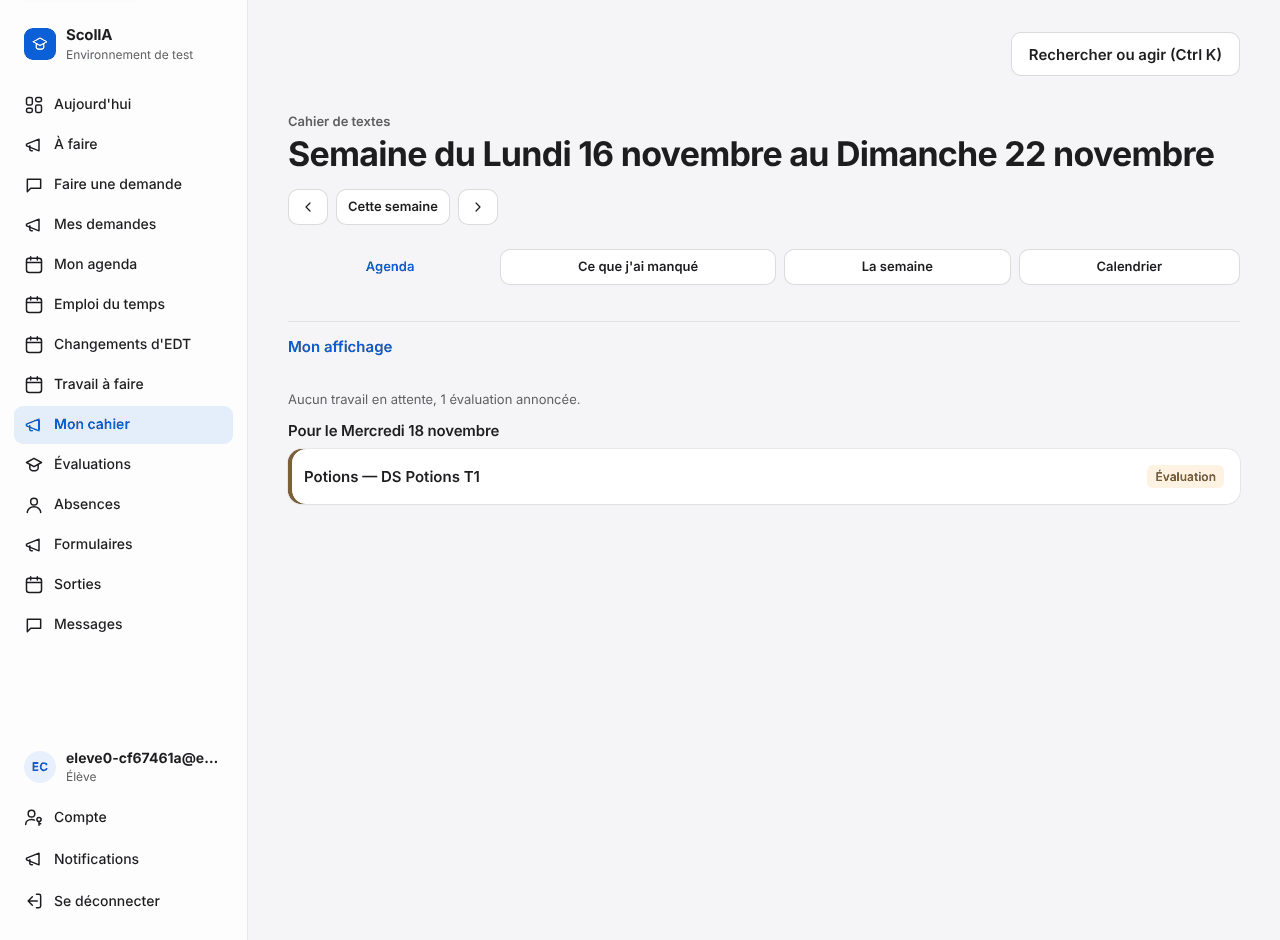 ScolIA
Environnement de test
Aujourd'hui
À faire
Faire une demande
Mes demandes
Mon agenda
Emploi du temps
Changements d'EDT
Travail à faire
Mon cahier
Évaluations
Absences
Formulaires
Sorties
Messages
EC
eleve0-cf67461a@e...
Élève
Compte
Notifications
Se déconnecter
Rechercher ou agir (Ctrl K)
Cahier de textes
Semaine du Lundi 16 novembre au Dimanche 22 novembre
Cette semaine
Agenda
Ce que j'ai manqué
La semaine
Calendrier
Mon affichage
Aucun travail en attente, 1 évaluation annoncée.
Pour le Mercredi 18 novembre
Potions — DS Potions T1
Évaluation